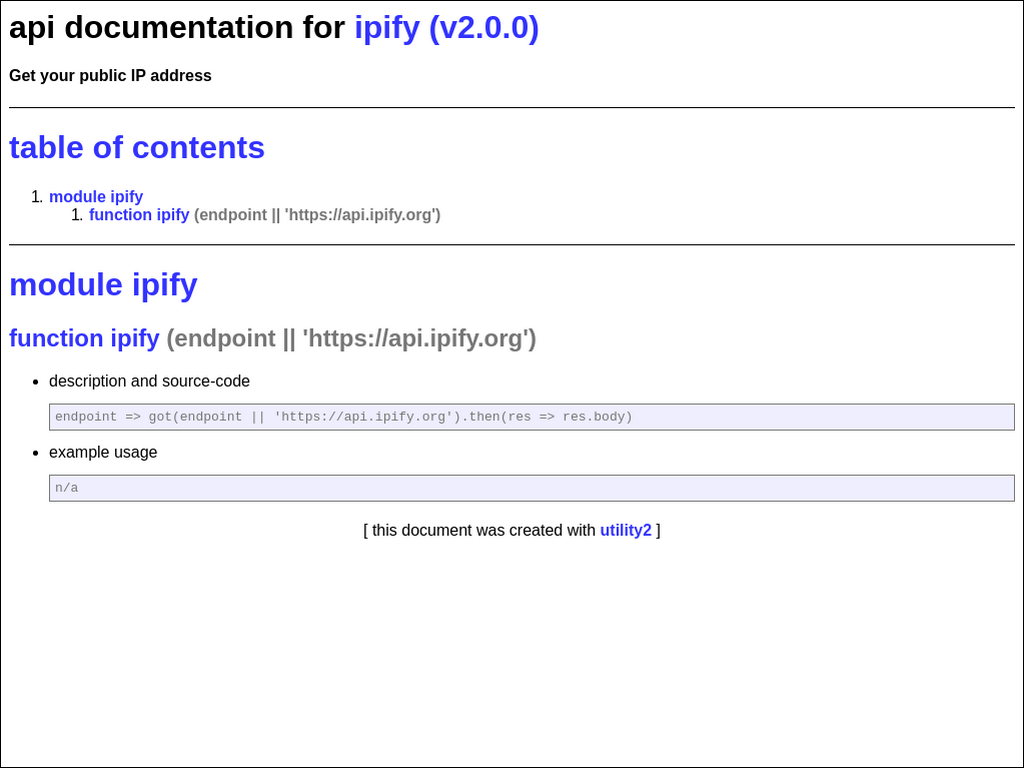 api documentation for ipify (v2.0.0)
Get your public IP address
table of contents
1. module ipify
1. function ipify (endpoint || 'https://api.ipify.org')
module ipify
function ipify (endpoint || 'https://api.ipify.org')
• description and source-code
endpoint => got(endpoint || 'https://api.ipify.org').then(res => res.body)
• example usage
n/a
[ this document was created with utility2 ]